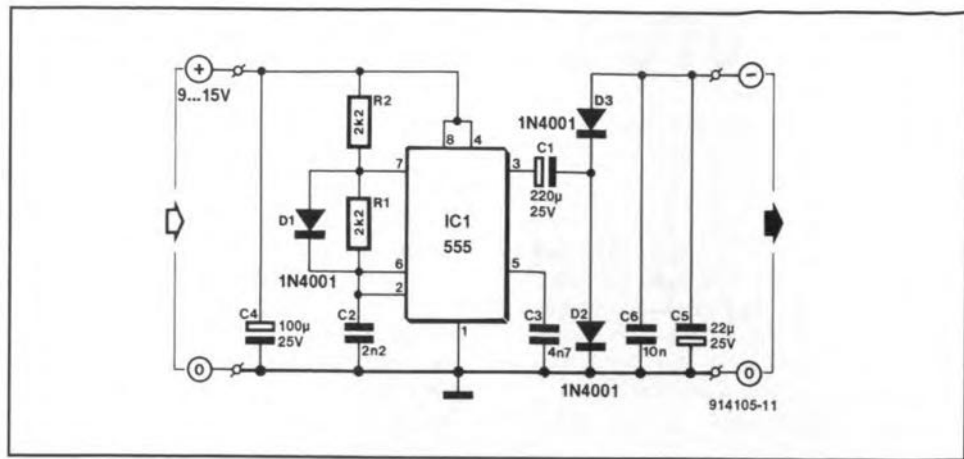 +
9...15V
R2
2k2
8
4
D3
1N4001
−
7
3
C1
220µ
25V
D1
R1
2k2
IC1
555
1N4001
6
5
2
C4
100µ
25V
C2
2n2
1
C3
4n7
D2
1N4001
C6
10n
C5
22µ
25V
0
0
914105-11